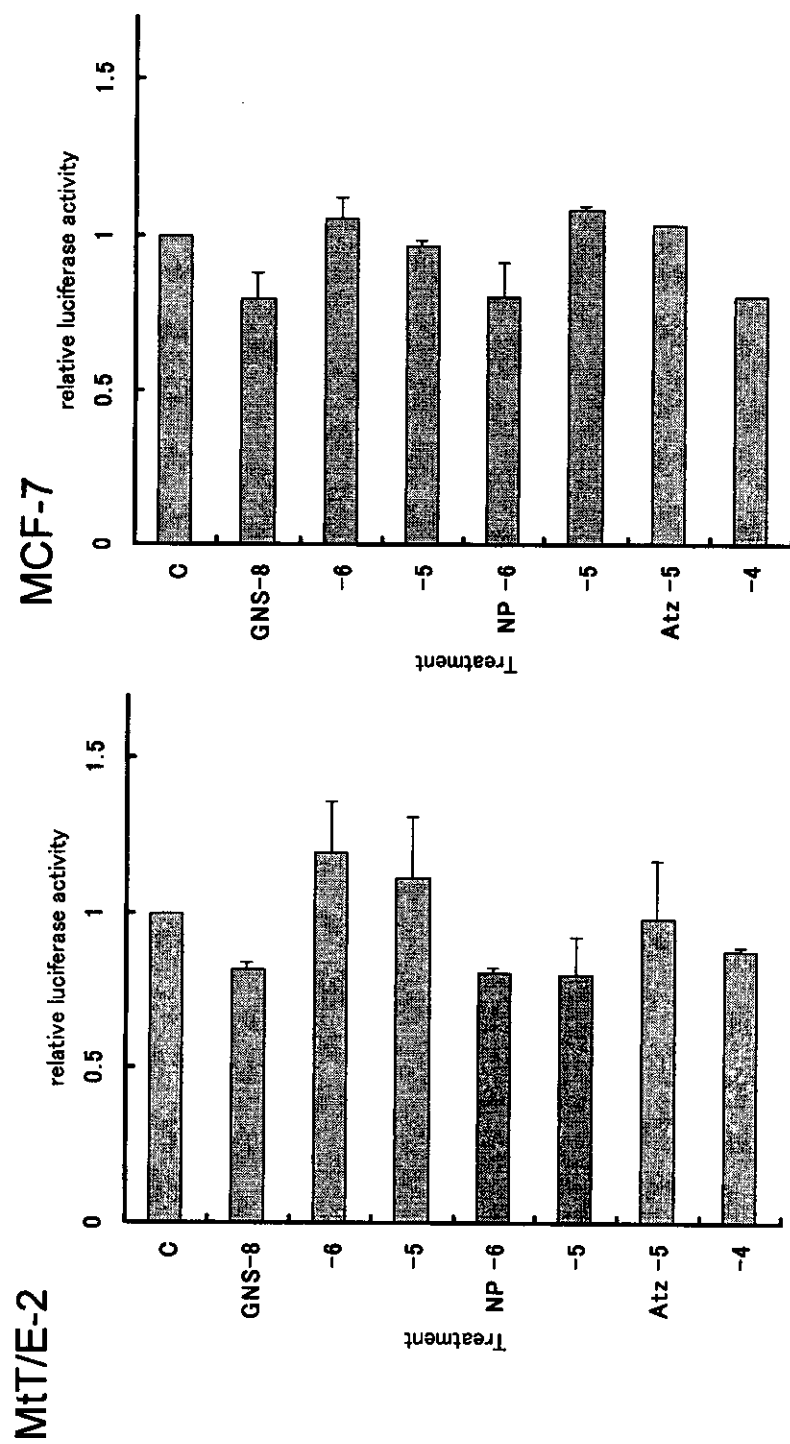 MCF-7
relative luciferase activity
0
0.5
1
1.5
C
GNS-8
-6
-5
NP -6
-5
Atz -5
-4
Treatment
MtT/E-2
relative luciferase activity
0
0.5
1
1.5
C
GNS-8
-6
-5
NP -6
-5
Atz -5
-4
Treatment